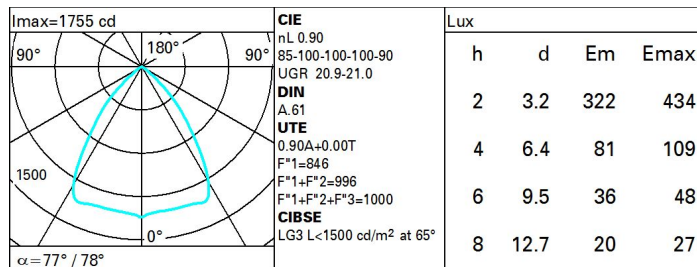 Imax=1755 cd
90° 180° 90°
1500
0°
α=77° / 78°
CIE
nL 0.90
85-100-100-100-90
UGR 20.9-21.0
DIN
A.61
UTE
0.90A+0.00T
F"1=846
F"1+F"2=996
F"1+F"2+F"3=1000
CIBSE
LG3 L<1500 cd/m² at 65°
Lux
h d Em Emax
2 3.2 322 434
4 6.4 81 109
6 9.5 36 48
8 12.7 20 27